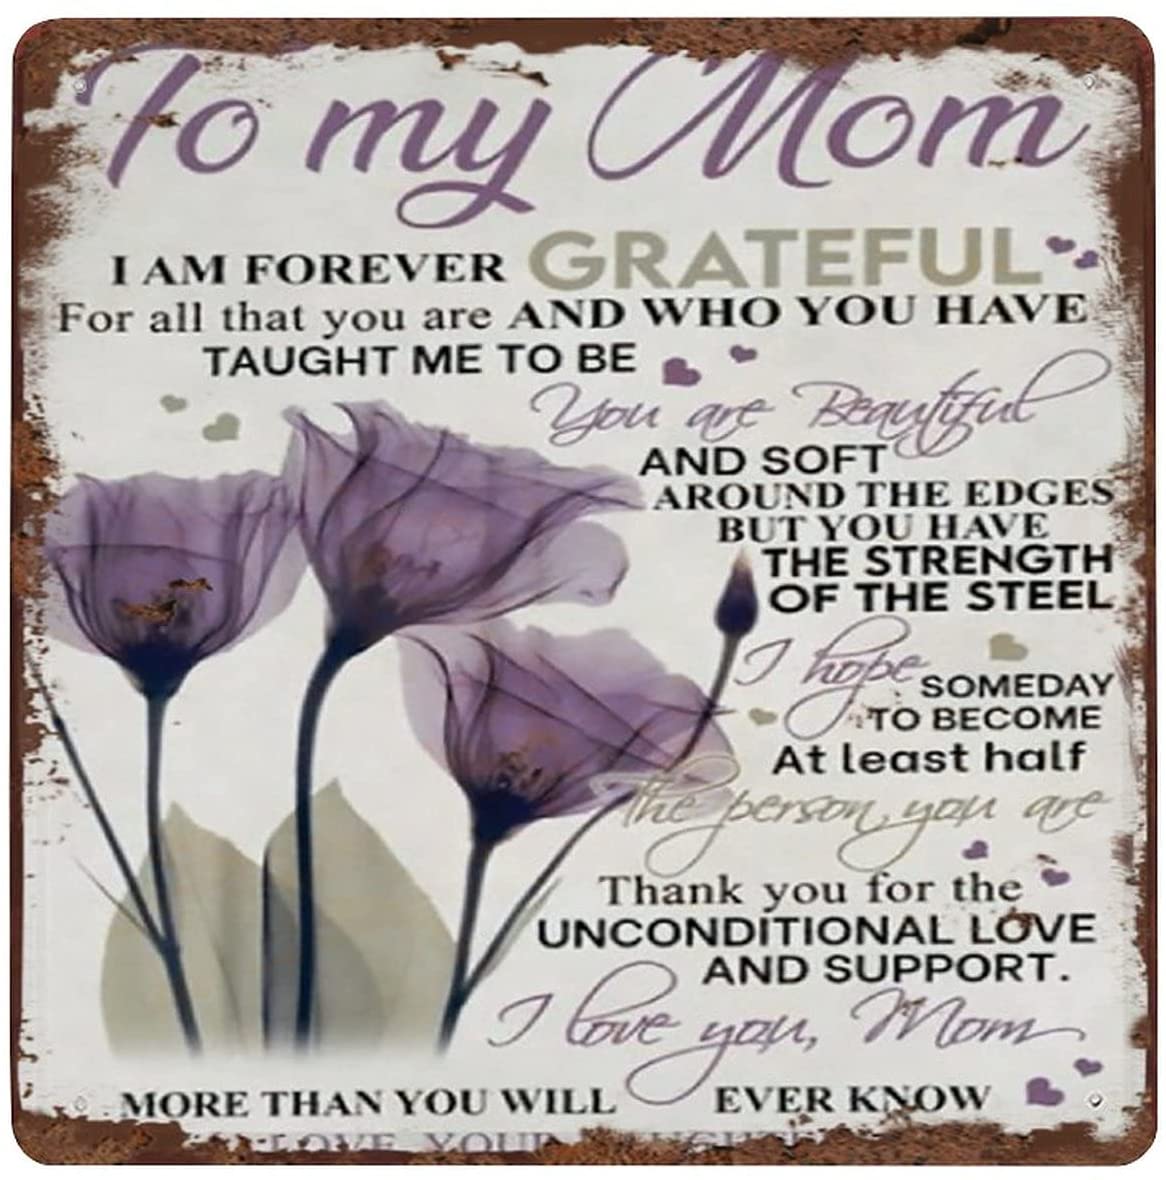 To my Mom
I AM FOREVER GRATEFUL
For all that you are AND WHO YOU HAVE
TAUGHT ME TO BE
You are Beautiful
AND SOFT
AROUND THE EDGES
BUT YOU HAVE
THE STRENGTH
OF THE STEEL
I hope SOMEDAY
TO BECOME
At least half
The person you are
Thank you for the
UNCONDITIONAL LOVE
AND SUPPORT.
I love you, Mom
MORE THAN YOU WILL EVER KNOW
LOVE YOUR